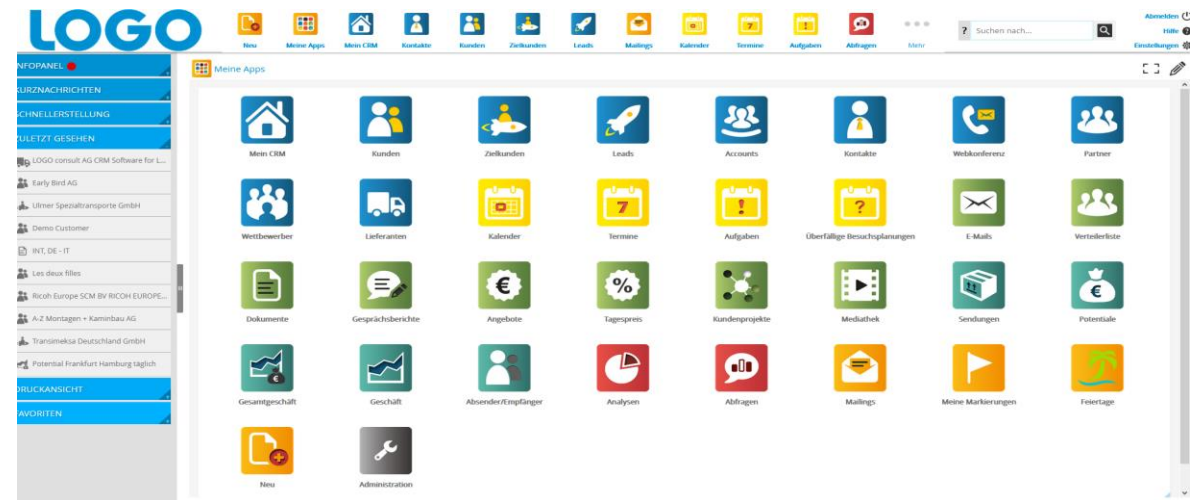 LOGO
Neu
Meine Apps
Mein CRM
Kontakte
Kunden
Zielkunden
Leads
Mailings
Kalender
Termine
Aufgaben
Abfragen
Mehr
? Suchen nach...
Abmelden
Hilfe
Einstellungen
NFOPANEL
KURZNACHRICHTEN
SCHNELLERSTELLUNG
ZULETZT GESEHEN
LOGO consult AG CRM Software for L...
Early Bird AG
Ulmer Spezialtransporte GmbH
Demo Customer
INT, DE - IT
Les deux filles
Ricoh Europe SCM BV RICOH EUROPE...
A-Z Montagen + Kaminbau AG
Transimeksa Deutschland GmbH
Potential Frankfurt Hamburg täglich
DRUCKANSICHT
FAVORITEN
Meine Apps
Mein CRM
Kunden
Zielkunden
Leads
Accounts
Kontakte
Webkonferenz
Partner
Wettbewerber
Lieferanten
Kalender
7
Termine
!
Aufgaben
?
Überfällige Besuchsplanungen
E-Mails
Verteilerliste
Dokumente
Gesprächsberichte
€
Angebote
%
Tagespreis
Kundenprojekte
Mediathek
Sendungen
€
Potentiale
€
Gesamtgeschäft
Geschäft
Absender/Empfänger
Analysen
Abfragen
Mailings
Meine Markierungen
Feiertage
Neu
Administration